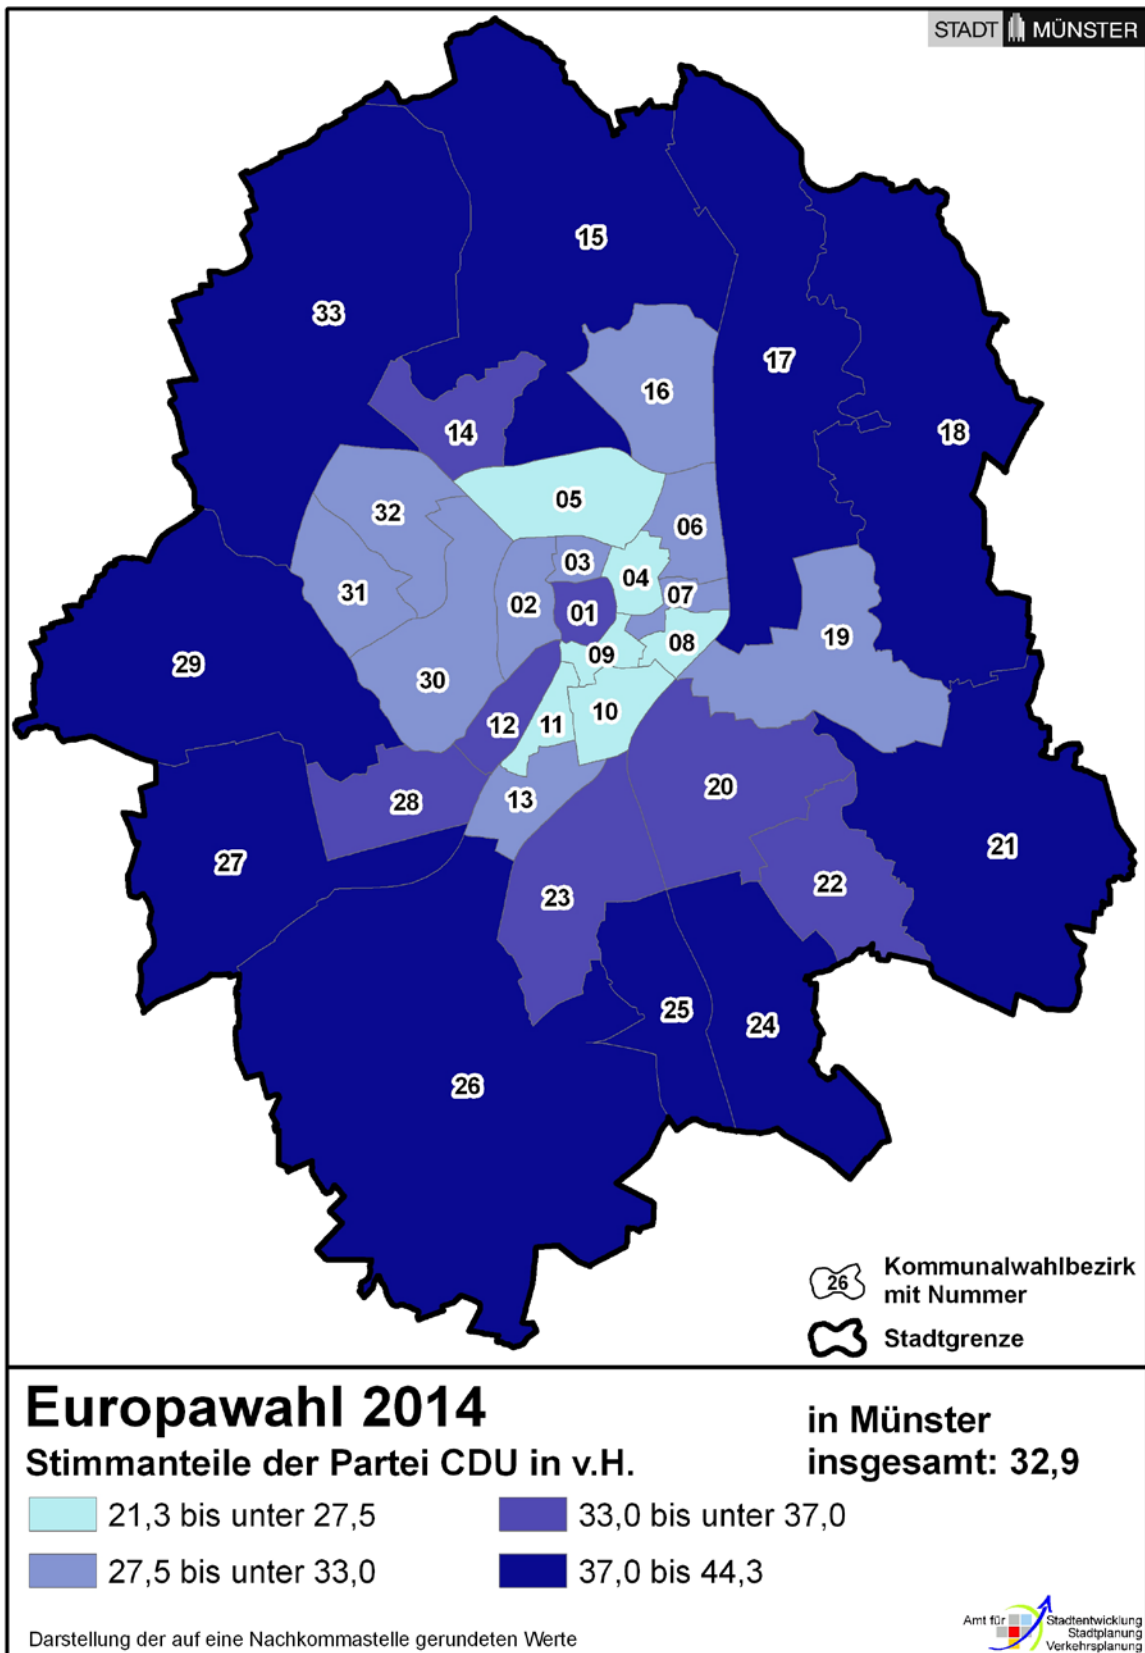 STADT MÜNSTER
15
33
17
16
18
14
05
32
06
03
04
31
07
02
01
19
08
09
29
30
10
12
11
20
13
28
21
27
22
23
25
24
26
26 Kommunalwahlbezirk
mit Nummer
Stadtgrenze
Europawahl 2014
Stimmanteile der Partei CDU in v.H.
in Münster
insgesamt: 32,9
21,3 bis unter 27,5
33,0 bis unter 37,0
27,5 bis unter 33,0
37,0 bis 44,3
Darstellung der auf eine Nachkommastelle gerundeten Werte
Amt für Stadtentwicklung
Stadtplanung
Verkehrsplanung